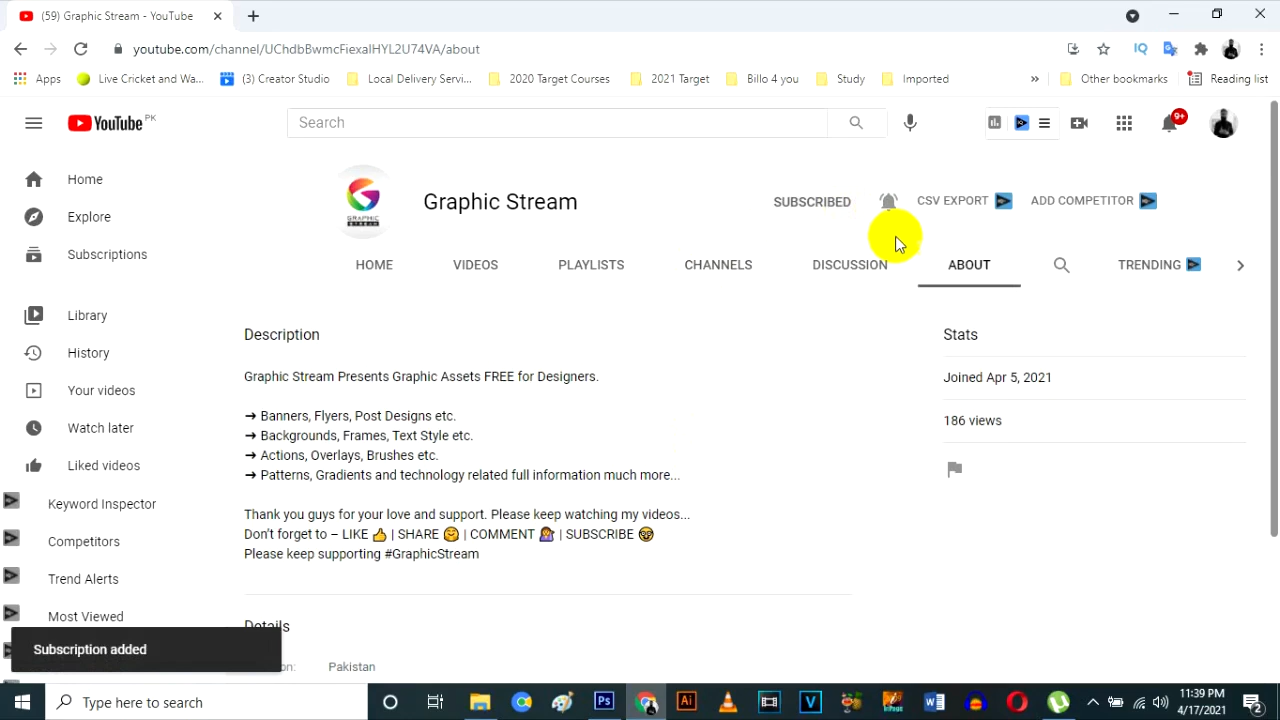 (59) Graphic Stream - YouTube
youtube.com/channel/UChdbBwmcFiexalHYL2U74VA/about
Apps
Live Cricket and Wa...
(3) Creator Studio
Local Delivery Servi...
2020 Target Courses
2021 Target
Billo 4 you
Study
Imported
»
Other bookmarks
Reading list
YouTube PK
Search
9+
Home
Explore
Subscriptions
Library
History
Your videos
Watch later
Liked videos
Keyword Inspector
Competitors
Trend Alerts
Most Viewed
GRAPHIC
STREAM
Graphic Stream
SUBSCRIBED
CSV EXPORT
ADD COMPETITOR
HOME
VIDEOS
PLAYLISTS
CHANNELS
DISCUSSION
ABOUT
TRENDING
Description
Graphic Stream Presents Graphic Assets FREE for Designers.
➔ Banners, Flyers, Post Designs etc.
➔ Backgrounds, Frames, Text Style etc.
➔ Actions, Overlays, Brushes etc.
➔ Patterns, Gradients and technology related full information much more...
Thank you guys for your love and support. Please keep watching my videos...
Don't forget to – LIKE 👍 | SHARE 🤗 | COMMENT 🙋‍♀️ | SUBSCRIBE 🤓
Please keep supporting #GraphicStream
Details
Pakistan
Stats
Joined Apr 5, 2021
186 views
Subscription added
Type here to search
Ps
Ai
V
W
11:39 PM
4/17/2021
2